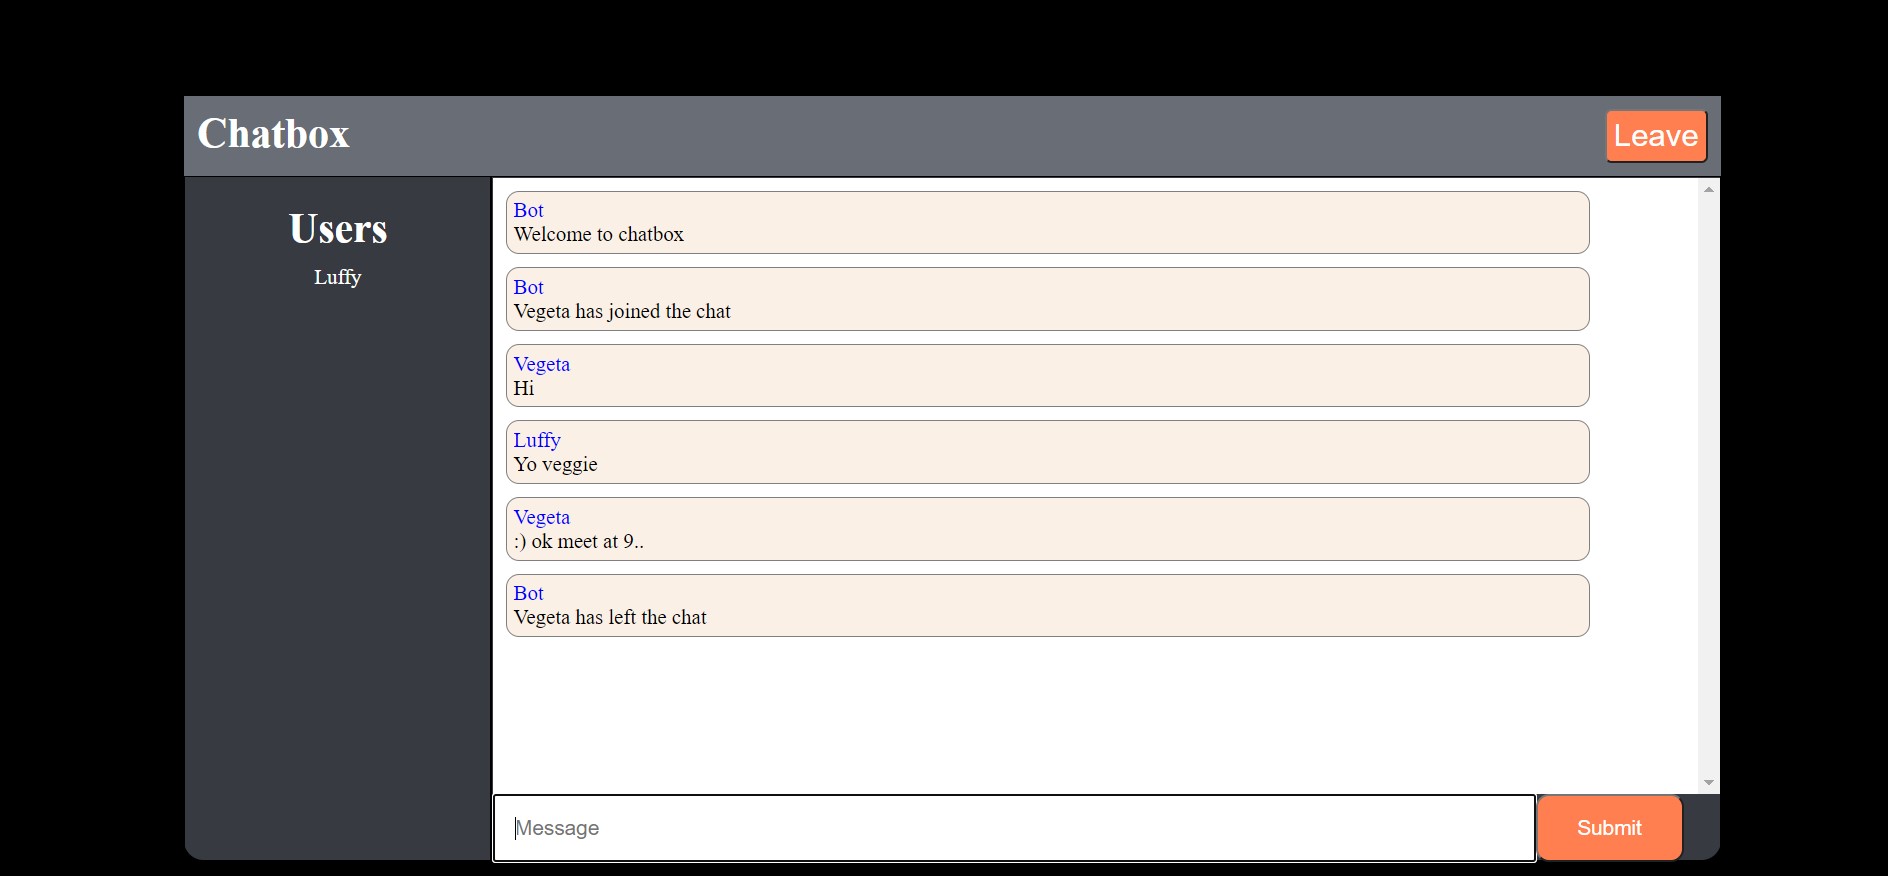 Chatbox
Leave
Users
Luffy
Bot
Welcome to chatbox
Bot
Vegeta has joined the chat
Vegeta
Hi
Luffy
Yo veggie
Vegeta
:) ok meet at 9..
Bot
Vegeta has left the chat
Message
Submit